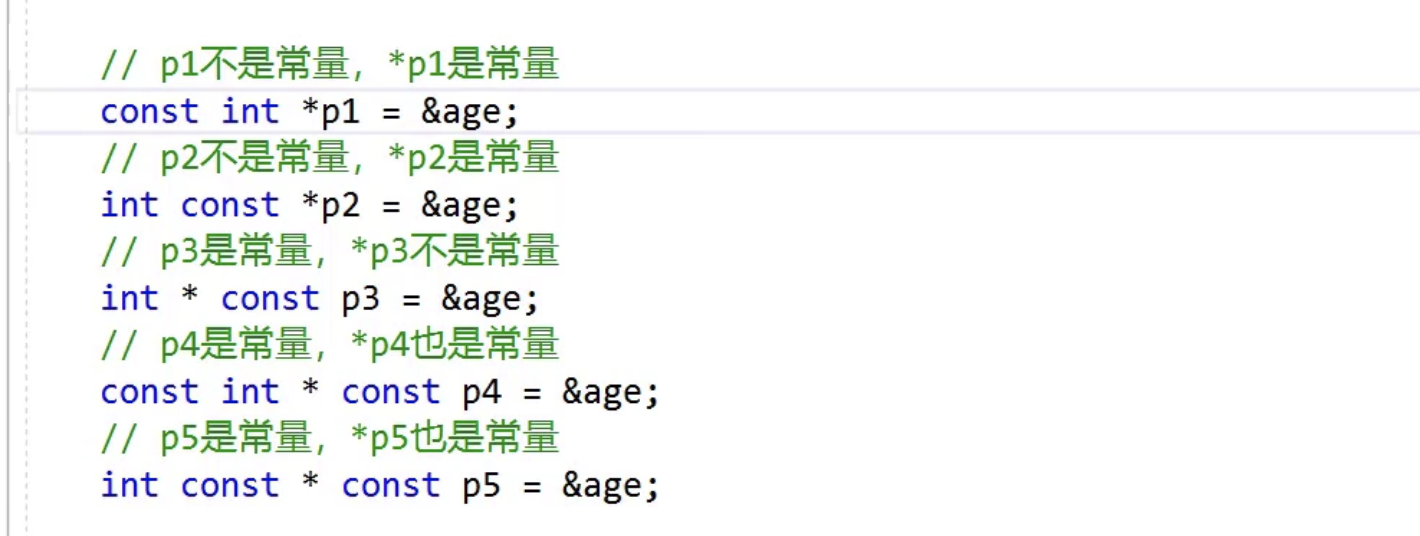 // p1不是常量，*p1是常量
const int *p1 = &age;
// p2不是常量，*p2是常量
int const *p2 = &age;
// p3是常量，*p3不是常量
int * const p3 = &age;
// p4是常量，*p4也是常量
const int * const p4 = &age;
// p5是常量，*p5也是常量
int const * const p5 = &age;